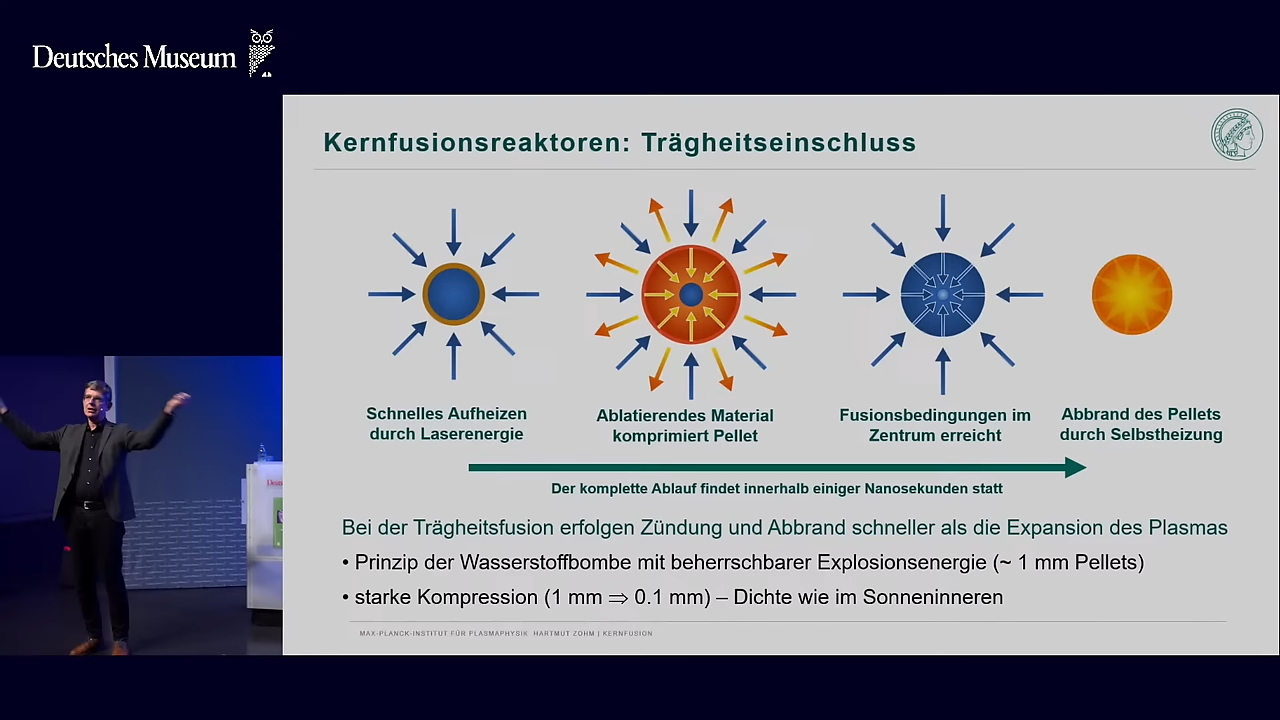 Deutsches Museum
Kernfusionsreaktoren: Trägheitseinschluss
Schnelles Aufheizen
durch Laserenergie
Ablatierendes Material
komprimiert Pellet
Fusionsbedingungen im
Zentrum erreicht
Abbrand des Pellets
durch Selbstheizung
Der komplette Ablauf findet innerhalb einiger Nanosekunden statt
Bei der Trägheitsfusion erfolgen Zündung und Abbrand schneller als die Expansion des Plasmas
• Prinzip der Wasserstoffbombe mit beherrschbarer Explosionsenergie (~ 1 mm Pellets)
• starke Kompression (1 mm ⇒ 0.1 mm) – Dichte wie im Sonneninneren
MAX-PLANCK-INSTITUT FÜR PLASMAPHYSIK HARTMUT ZOHM | KERNFUSION